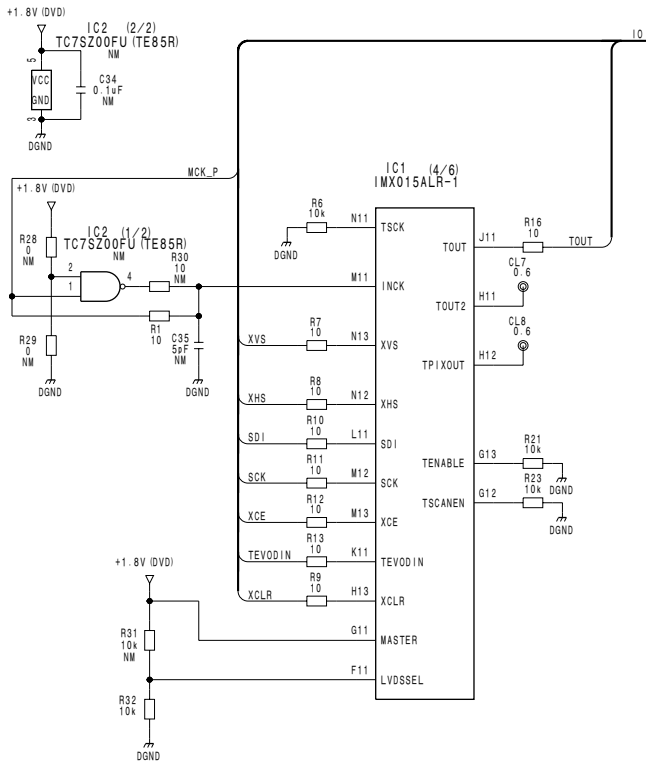 +1.8V (DVD)
IC2 (2/2)
TC7SZ00FU (TE85R)
NM
5
VCC
GND
3
C34
0.1uF
NM
DGND
IO
MCK_P
+1.8V (DVD)
IC2 (1/2)
TC7SZ00FU (TE85R)
NM
R28
0
NM
2
1
4
R30
10
NM
R1
10
C35
5pF
NM
DGND
R29
0
NM
DGND
IC1 (4/6)
IMX015ALR-1
R6
10k
N11
TSCK
DGND
M11
INCK
XVS
R7
10
N13
XVS
XHS
R8
10
N12
XHS
SDI
R10
10
L11
SDI
SCK
R11
10
M12
SCK
XCE
R12
10
M13
XCE
TEVODIN
R13
10
K11
TEVODIN
XCLR
R9
10
H13
XCLR
G11
MASTER
F11
LVDSSEL
TOUT
J11
R16
10
TOUT
CL7
0.6
TOUT2
H11
CL8
0.6
TPIXOUT
H12
TENABLE
G13
R21
10k
DGND
TSCANEN
G12
R23
10k
DGND
+1.8V (DVD)
R31
10k
NM
R32
10k
DGND